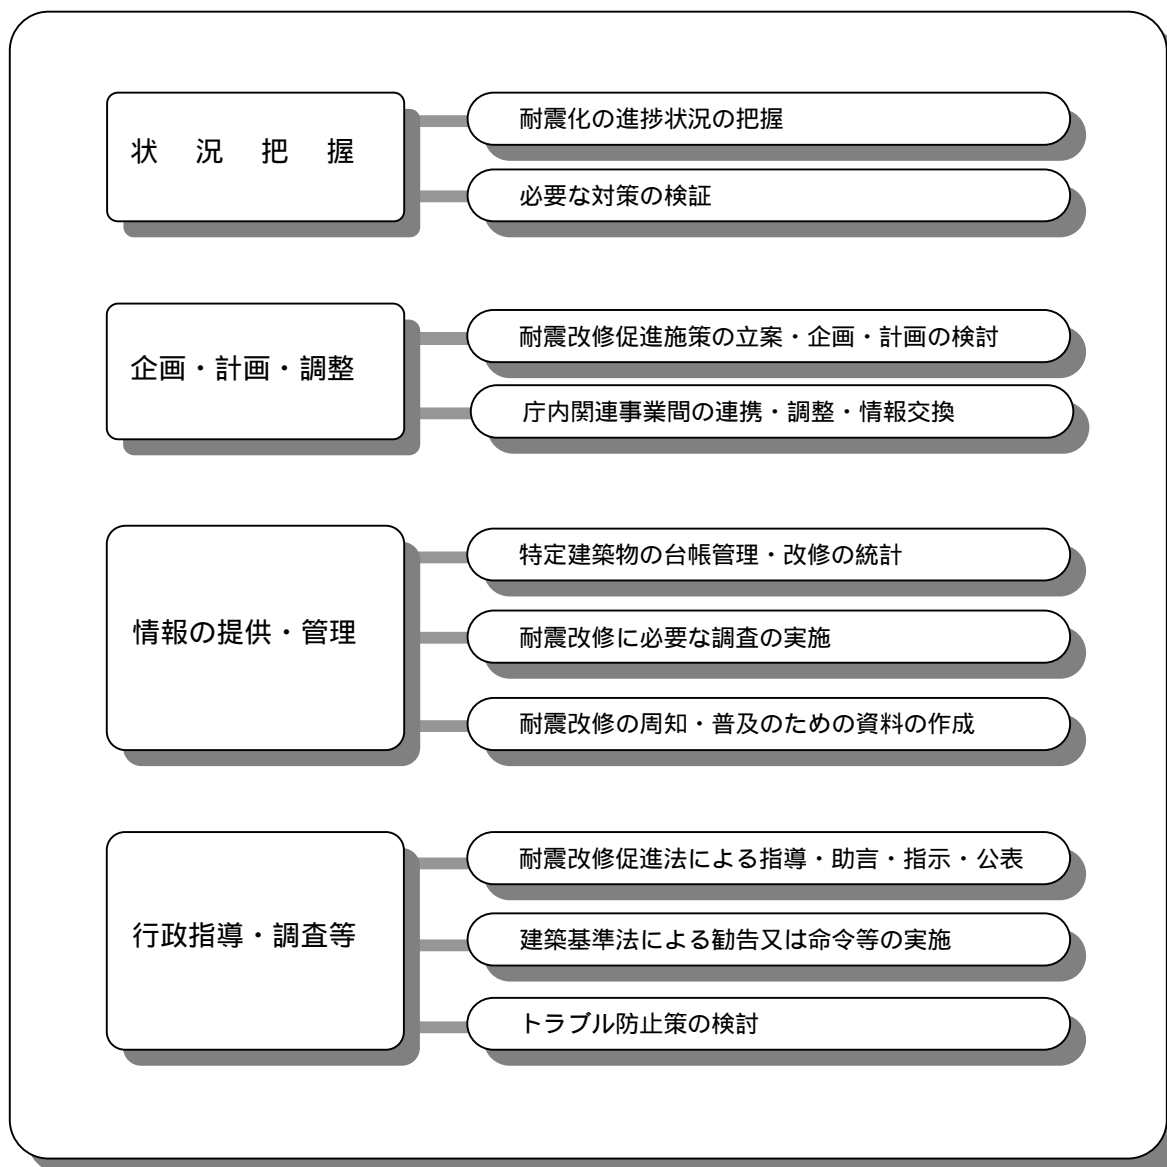 状況把握
耐震化の進捗状況の把握
必要な対策の検証
企画・計画・調整
耐震改修促進施策の立案・企画・計画の検討
庁内関連事業間の連携・調整・情報交換
情報の提供・管理
特定建築物の台帳管理・改修の統計
耐震改修に必要な調査の実施
耐震改修の周知・普及のための資料の作成
行政指導・調査等
耐震改修促進法による指導・助言・指示・公表
建築基準法による勧告又は命令等の実施
トラブル防止策の検討